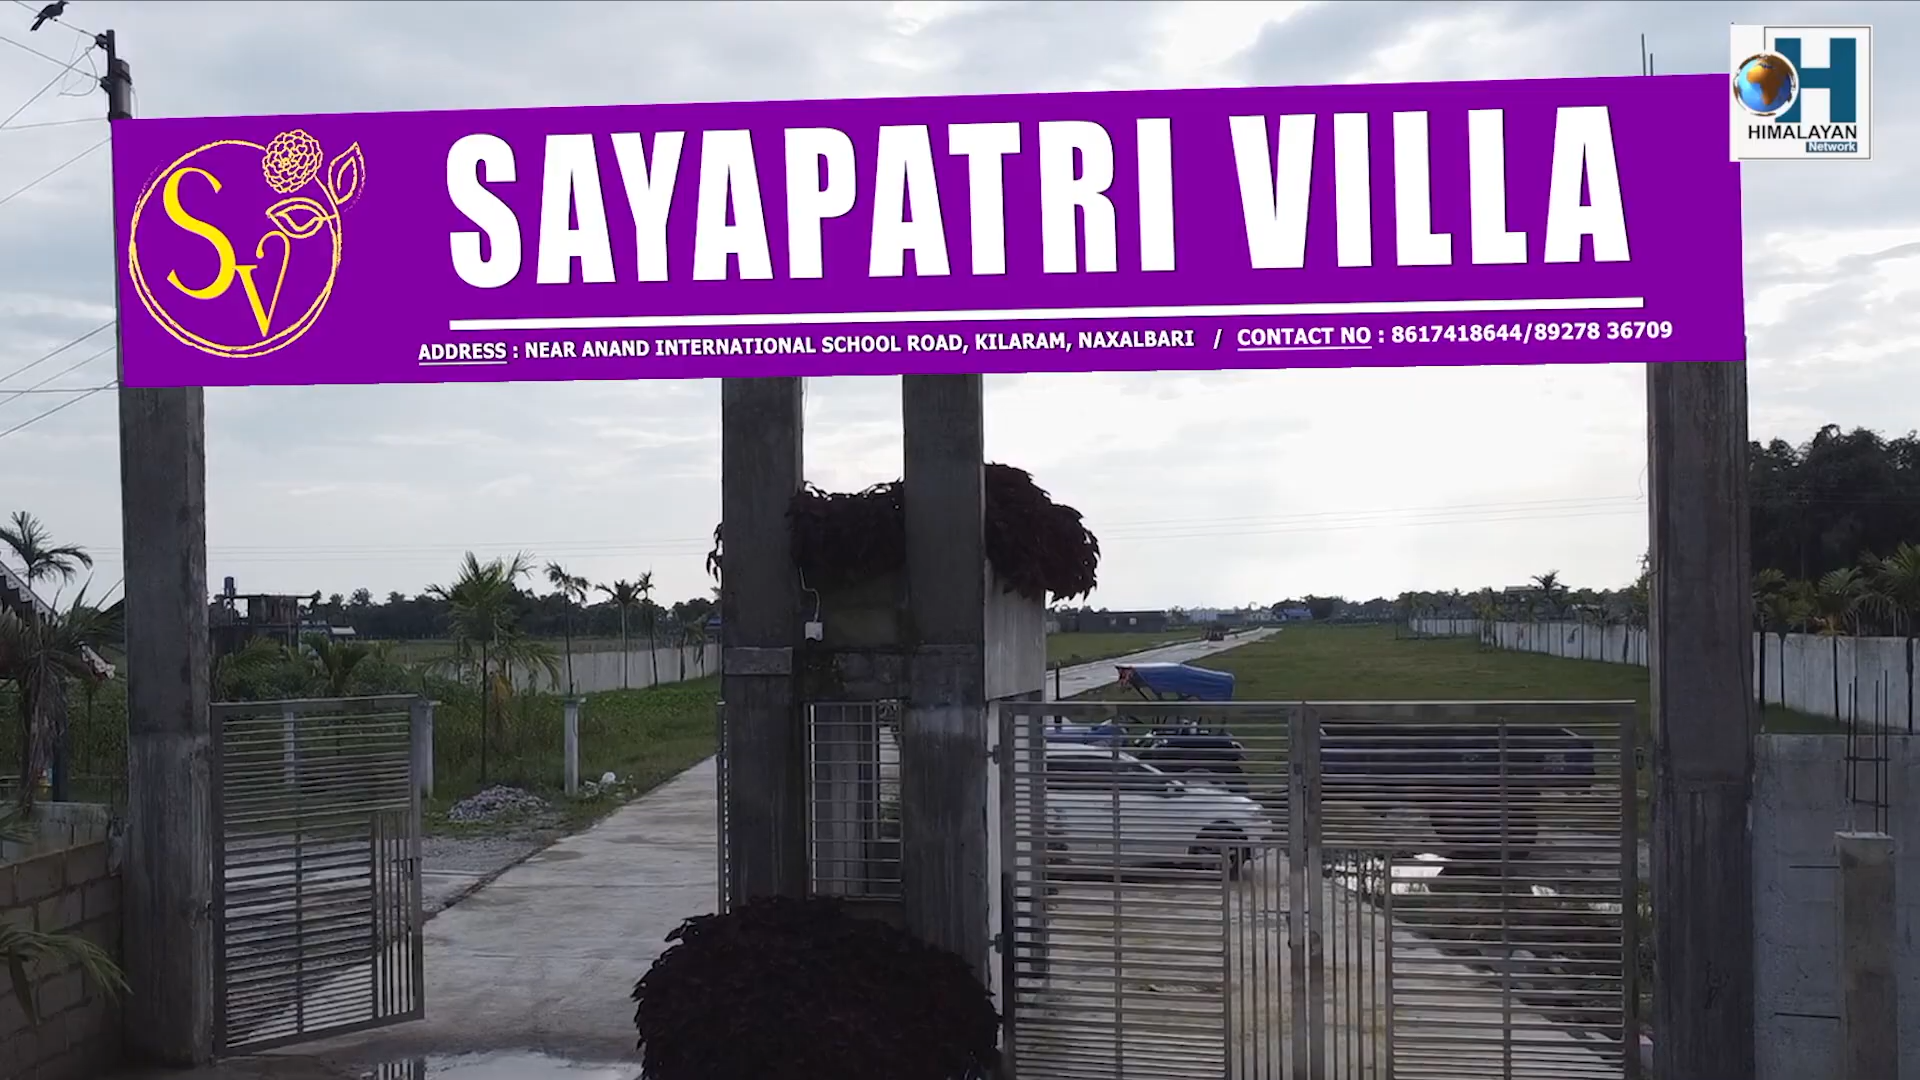 SV
SAYAPATRI VILLA
ADDRESS : NEAR ANAND INTERNATIONAL SCHOOL ROAD, KILARAM, NAXALBARI / CONTACT NO : 8617418644/89278 36709
H
HIMALAYAN
Network